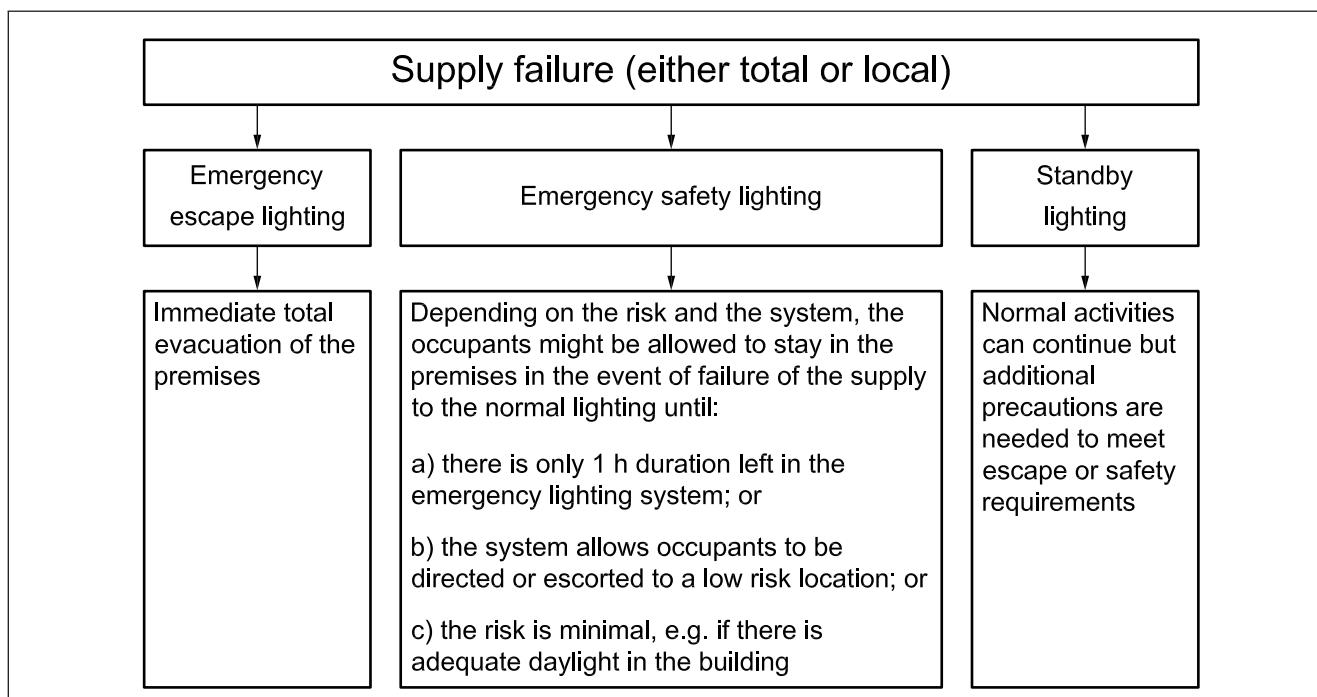 Supply failure (either total or local)
Emergency
escape lighting
Emergency safety lighting
Standby
lighting
Immediate total
evacuation of the
premises
Depending on the risk and the system, the
occupants might be allowed to stay in the
premises in the event of failure of the supply
to the normal lighting until:
a) there is only 1 h duration left in the
emergency lighting system; or
b) the system allows occupants to be
directed or escorted to a low risk location; or
c) the risk is minimal, e.g. if there is
adequate daylight in the building
Normal activities
can continue but
additional
precautions are
needed to meet
escape or safety
requirements